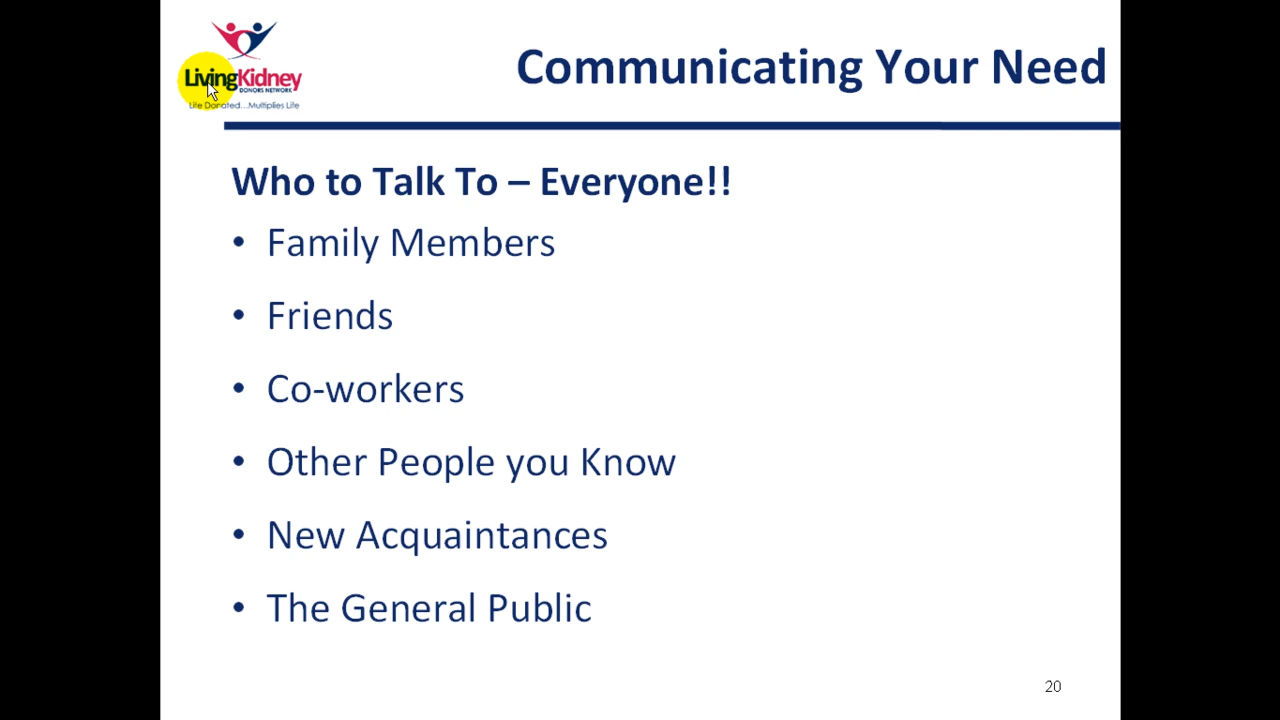 LivingKidney
DONORS NETWORK
Life Donated...Multiplies Life
Communicating Your Need
Who to Talk To – Everyone!!
• Family Members
• Friends
• Co-workers
• Other People you Know
• New Acquaintances
• The General Public
20